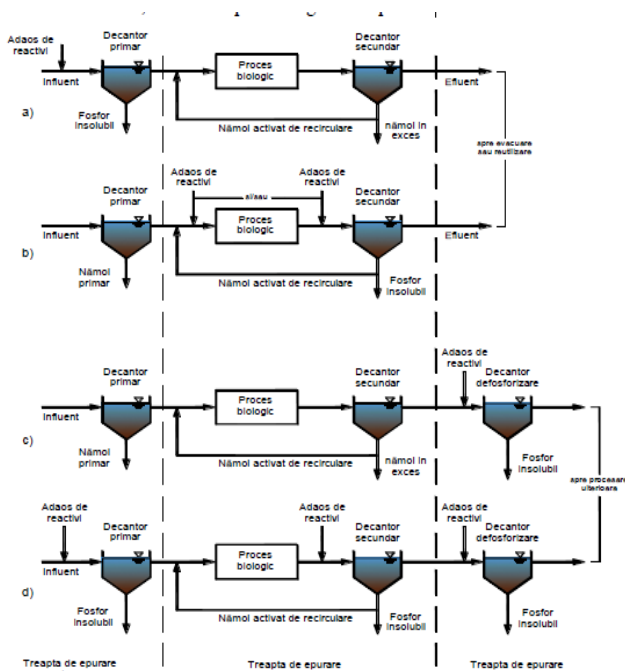 Adaos de
reactivi
Decantor
primar
Decantor
secundar
Proces
biologic
Influent
Efluent
a)
Fosfor
insolubil
Nămol activat de recirculare
nămol in
exces
spre evacuare
sau reutilizare
Adaos de
reactivi
Adaos de
reactivi
Decantor
primar
si/sau
Decantor
secundar
Proces
biologic
Influent
Efluent
b)
Nămol
primar
Nămol activat de recirculare
Fosfor
insolubil
Decantor
primar
Decantor
secundar
Adaos de
reactivi
Decantor
defosforizare
Proces
biologic
Influent
c)
Nămol
primar
Nămol activat de recirculare
nămol in
exces
Fosfor
insolubil
spre procesare
ulterioara
Adaos de
reactivi
Decantor
primar
Adaos de
reactivi
Decantor
secundar
Adaos de
reactivi
Decantor
defosforizare
Proces
biologic
Influent
d)
Fosfor
insolubil
Nămol activat de recirculare
Fosfor
insolubil
Fosfor
insolubil
Treapta de epurare
Treapta de epurare
Treapta de epurare